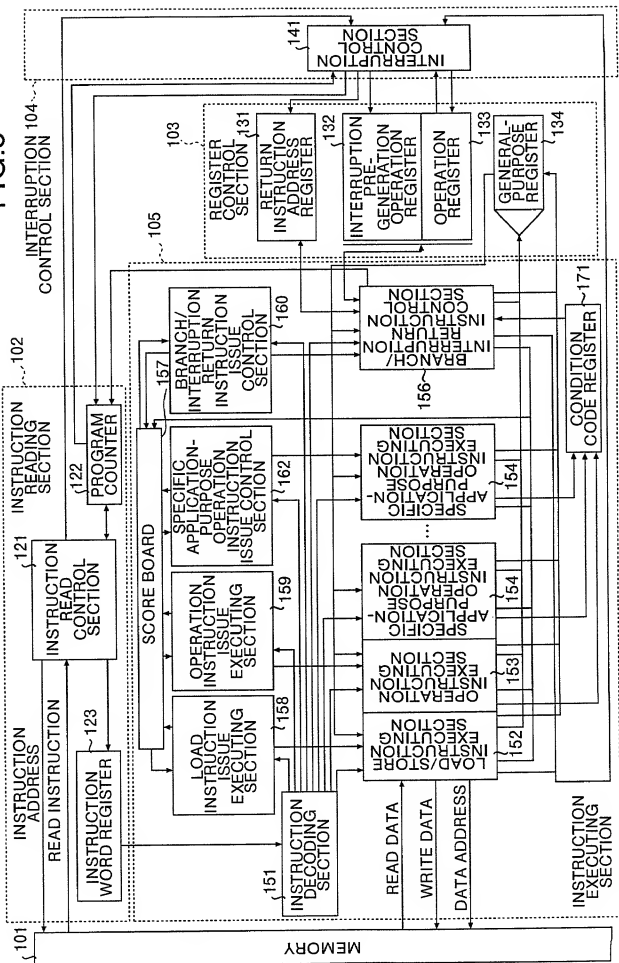 FIG.
INTERRUPTION
CONTROL SECTION
104
INTERRUPTION
CONTROL
SECTION
141
103
REGISTER
CONTROL
SECTION
131
RETURN
INSTRUCTION
ADDRESS
REGISTER
132
INTERRUPTION
PRE-
GENERATION
OPERATION
REGISTER
133
OPERATION
REGISTER
134
GENERAL-
PURPOSE
REGISTER
102
INSTRUCTION
READING
SECTION
122
PROGRAM
COUNTER
121
INSTRUCTION
READ
CONTROL
SECTION
123
INSTRUCTION
WORD REGISTER
INSTRUCTION
ADDRESS
READ INSTRUCTION
101
MEMORY
105
157
SCORE BOARD
BRANCH/
INTERRUPTION
RETURN
INSTRUCTION
ISSUE
CONTROL
SECTION
160
SPECIFIC
APPLICATION-
PURPOSE
OPERATION
INSTRUCTION
ISSUE CONTROL
SECTION
162
OPERATION
INSTRUCTION
ISSUE
EXECUTING
SECTION
159
LOAD
INSTRUCTION
ISSUE
EXECUTING
SECTION
158
151
INSTRUCTION
DECODING
SECTION
BRANCH/
INTERRUPTION
RETURN
INSTRUCTION
CONTROL
SECTION
156
SPECIFIC
APPLICATION-
PURPOSE
OPERATION
INSTRUCTION
EXECUTING
SECTION
154
...
SPECIFIC
APPLICATION-
PURPOSE
OPERATION
INSTRUCTION
EXECUTING
SECTION
154
OPERATION
INSTRUCTION
EXECUTING
SECTION
153
LOAD/STORE
INSTRUCTION
EXECUTING
SECTION
152
171
CONDITION
CODE REGISTER
READ DATA
WRITE DATA
DATA ADDRESS
INSTRUCTION
EXECUTING
SECTION